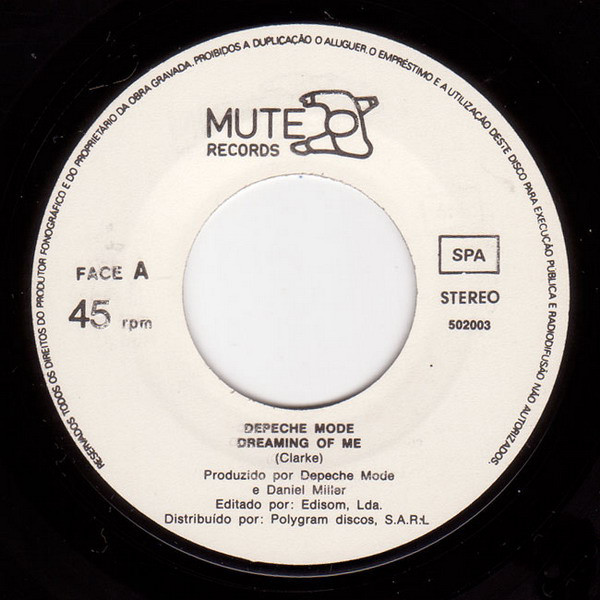 RESERVADOS TODOS OS DIREITOS DO PRODUTOR FONOGRÁFICO E DO PROPRIETÁRIO DA OBRA GRAVADA. PROIBIDOS A DUPLICAÇÃO O ALUGUER. O EMPRÉSTIMO E A UTILIZAÇÃO DESTE DISCO PARA EXECUÇÃO PÚBLICA E RADIODIFUSÃO NÃO AUTORIZADOS.
MUTE
RECORDS
FACE A
45 rpm
SPA
STEREO
502003
DEPECHE MODE
DREAMING OF ME
(Clarke)
Produzido por Depeche Mode
e Daniel Miller
Editado por: Edisom, Lda.
Distribuído por: Polygram discos, S.A.R.L